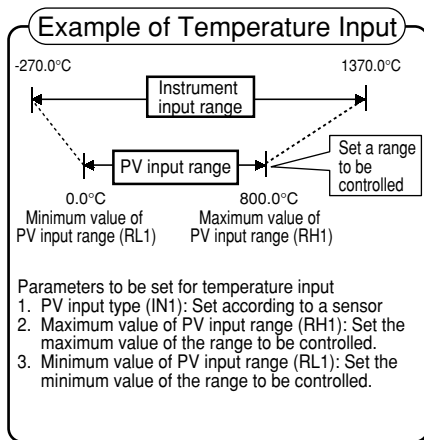 Example of Temperature Input
-270.0°C
1370.0°C
Instrument
input range
PV input range
Set a range
to be
controlled
0.0°C
800.0°C
Minimum value of
PV input range (RL1)
Maximum value of
PV input range (RH1)
Parameters to be set for temperature input
1. PV input type (IN1): Set according to a sensor
2. Maximum value of PV input range (RH1): Set the
maximum value of the range to be controlled.
3. Minimum value of PV input range (RL1): Set the
minimum value of the range to be controlled.